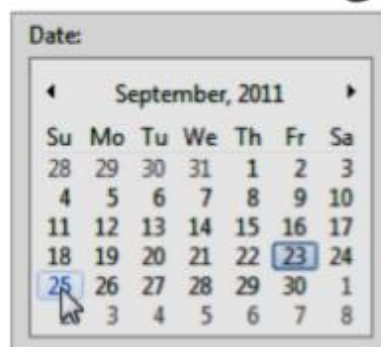 Date:
September, 2011
Su Mo Tu We Th Fr Sa
28 29 30 31 1 2 3
4 5 6 7 8 9 10
11 12 13 14 15 16 17
18 19 20 21 22 23 24
25 26 27 28 29 30 1
3 4 5 6 7 8